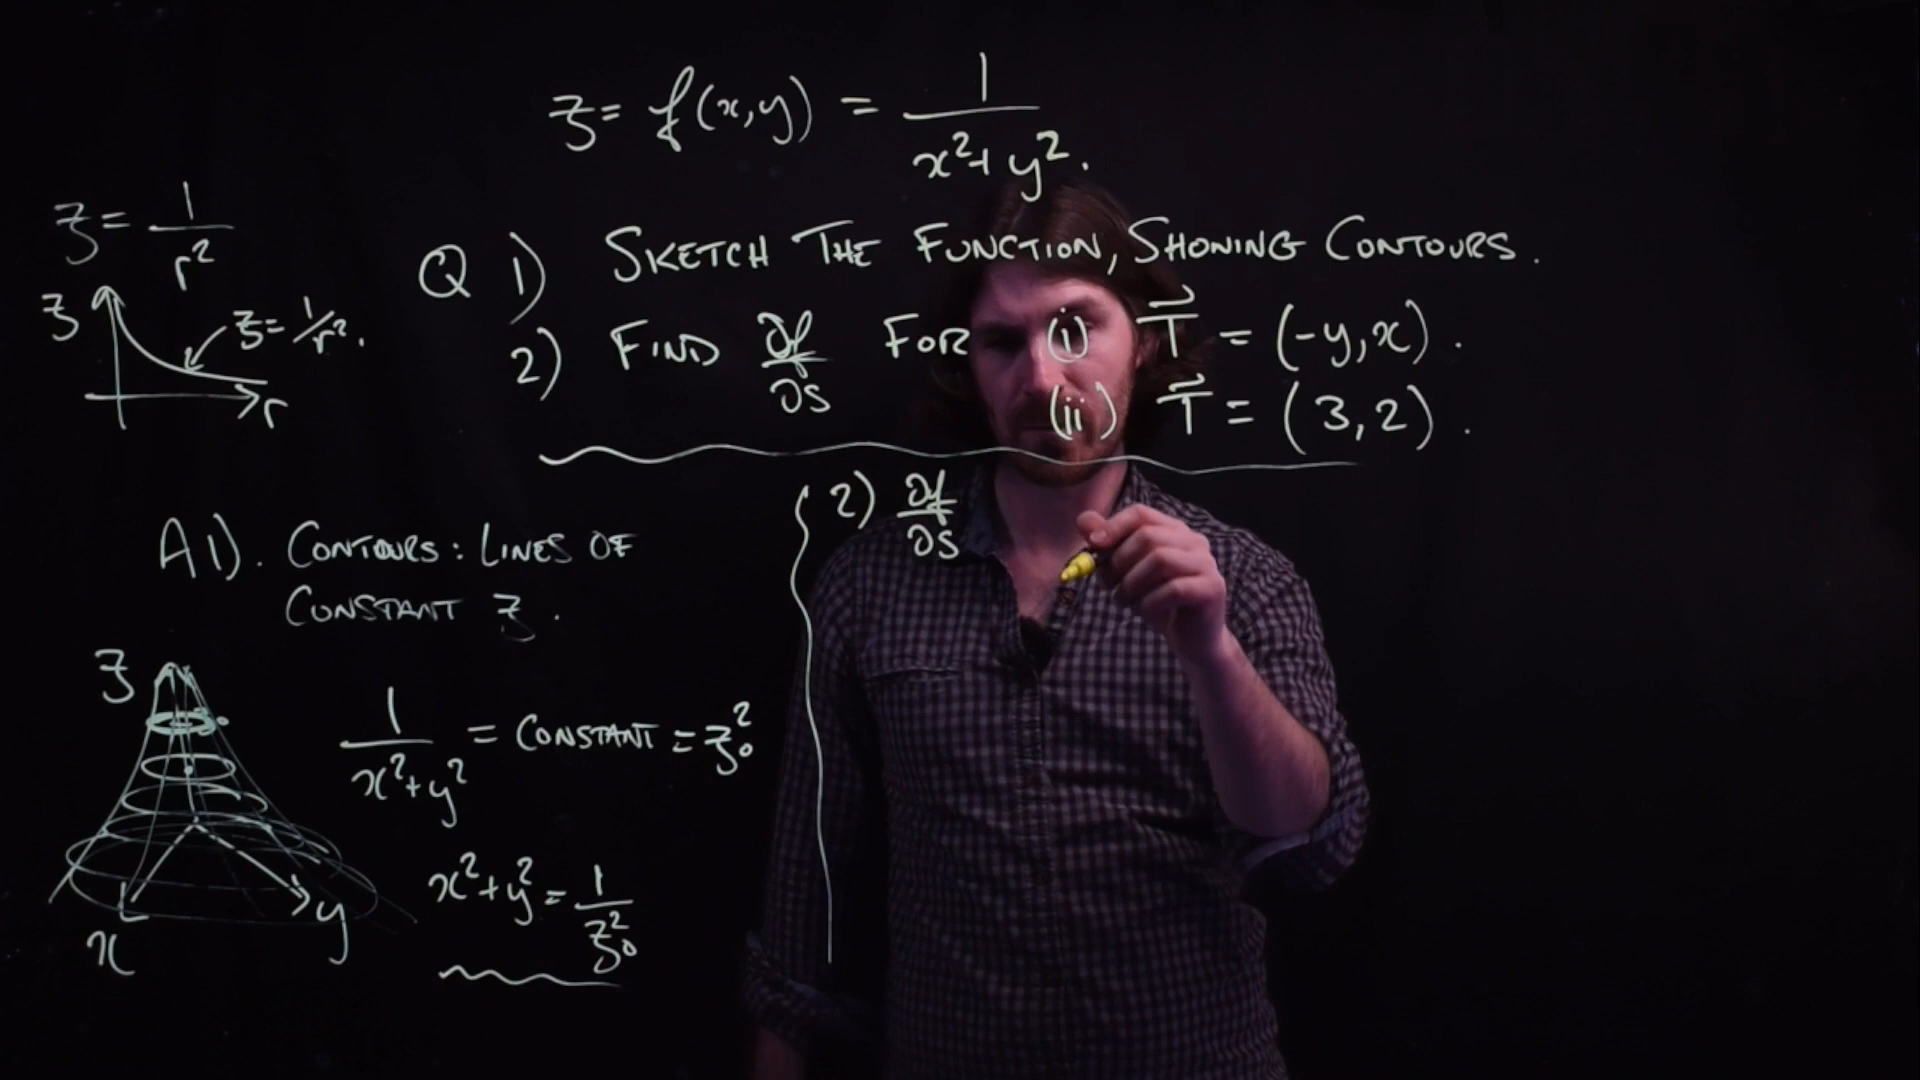 z = f(x,y) = 1/(x²+y²).
Q 1) SKETCH THE FUNCTION, SHOWING CONTOURS.
2) FIND ∂f/∂s FOR (i) T⃗ = (-y,x).
(ii) T⃗ = (3,2).
z = 1/r²
z
z=1/r².
r
A1). CONTOURS: LINES OF
CONSTANT z.
z
x
y
1/(x²+y²) = CONSTANT = z₀²
x²+y² = 1/z₀²
2) ∂f/∂s